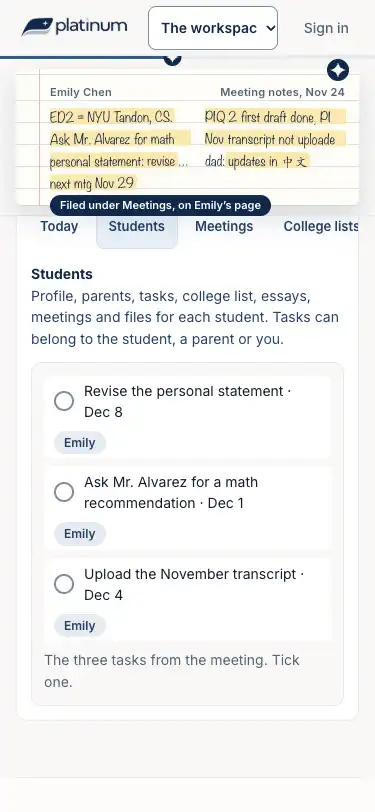 platinum
The workspac
Sign in
Emily Chen
Meeting notes, Nov 24
ED2 = NYU Tandon, CS.
Ask Mr. Alvarez for math
personal statement: revise ...
next mtg Nov 29
PIQ 2 first draft done, PI
Nov transcript not uploade
dad: updates in 中文
Filed under Meetings, on Emily's page
Today
Students
Meetings
College lists
Students
Profile, parents, tasks, college list, essays,
meetings and files for each student. Tasks can
belong to the student, a parent or you.
Revise the personal statement ·
Dec 8
Emily
Ask Mr. Alvarez for a math
recommendation · Dec 1
Emily
Upload the November transcript ·
Dec 4
Emily
The three tasks from the meeting. Tick
one.